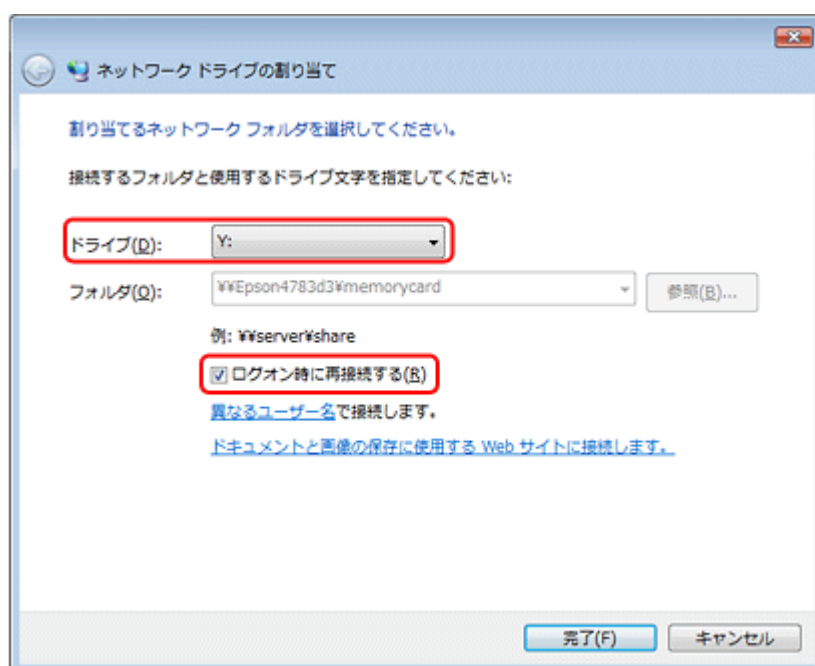 ネットワーク ドライブの割り当て
割り当てるネットワーク フォルダを選択してください。
接続するフォルダと使用するドライブ文字を指定してください:
ドライブ(D): Y:
フォルダ(O): ¥¥Epson4783d3¥memorycard 参照(B)...
例: ¥¥server¥share
ログオン時に再接続する(R)
異なるユーザー名で接続します。
ドキュメントと画像の保存に使用する Web サイトに接続します。
完了(F) キャンセル